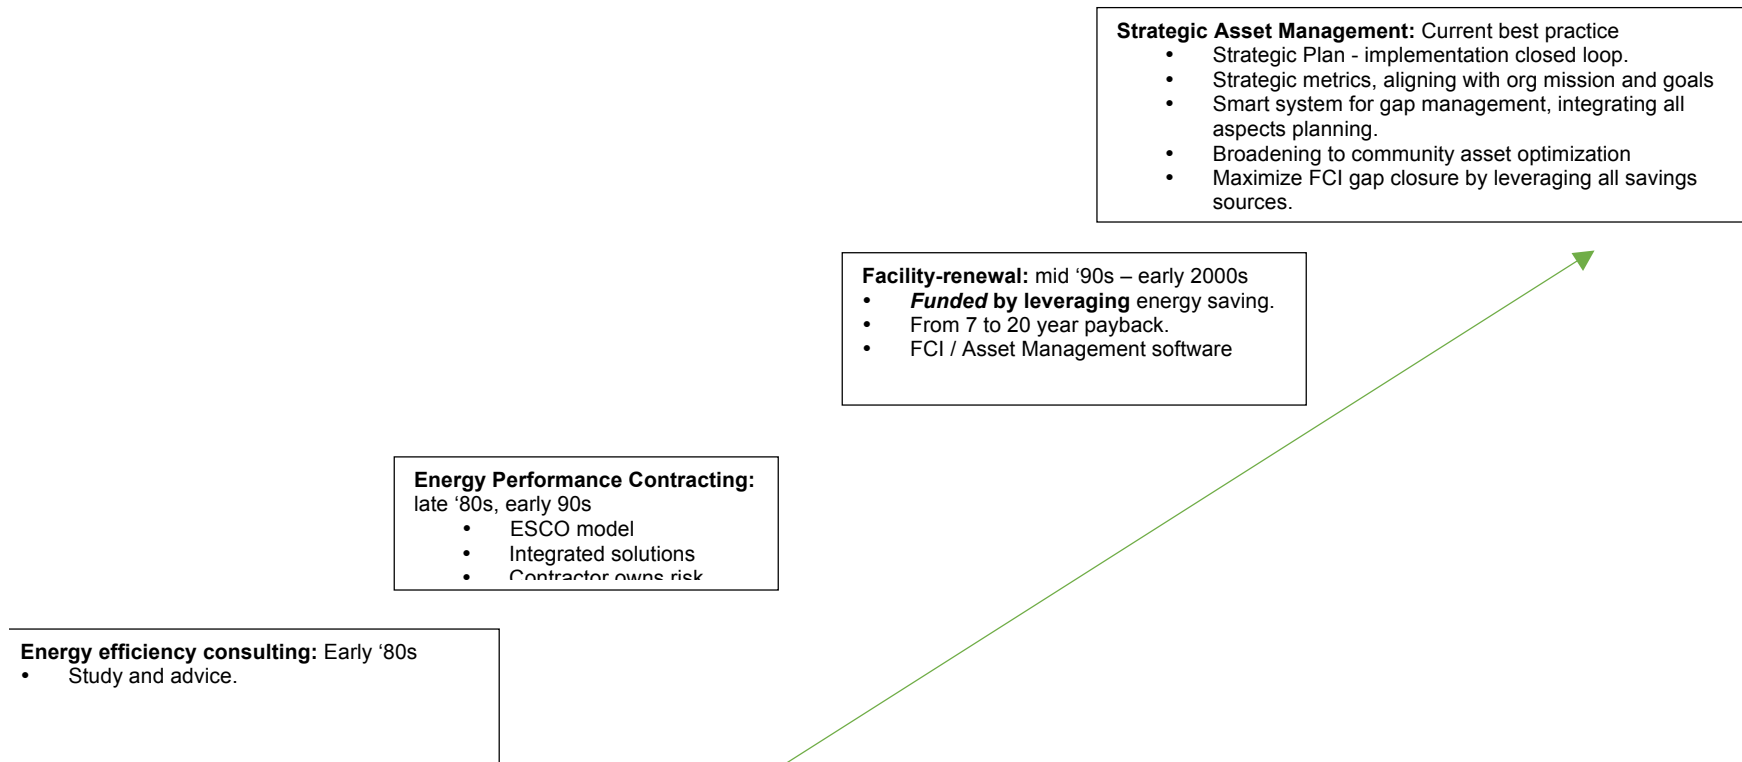 Strategic Asset Management: Current best practice
• Strategic Plan - implementation closed loop.
• Strategic metrics, aligning with org mission and goals
• Smart system for gap management, integrating all
aspects planning.
• Broadening to community asset optimization
• Maximize FCI gap closure by leveraging all savings
sources.
Facility-renewal: mid ‘90s – early 2000s
• Funded by leveraging energy saving.
• From 7 to 20 year payback.
• FCI / Asset Management software
Energy Performance Contracting:
late ‘80s, early 90s
• ESCO model
• Integrated solutions
• Contractor owns risk
Energy efficiency consulting: Early ‘80s
• Study and advice.